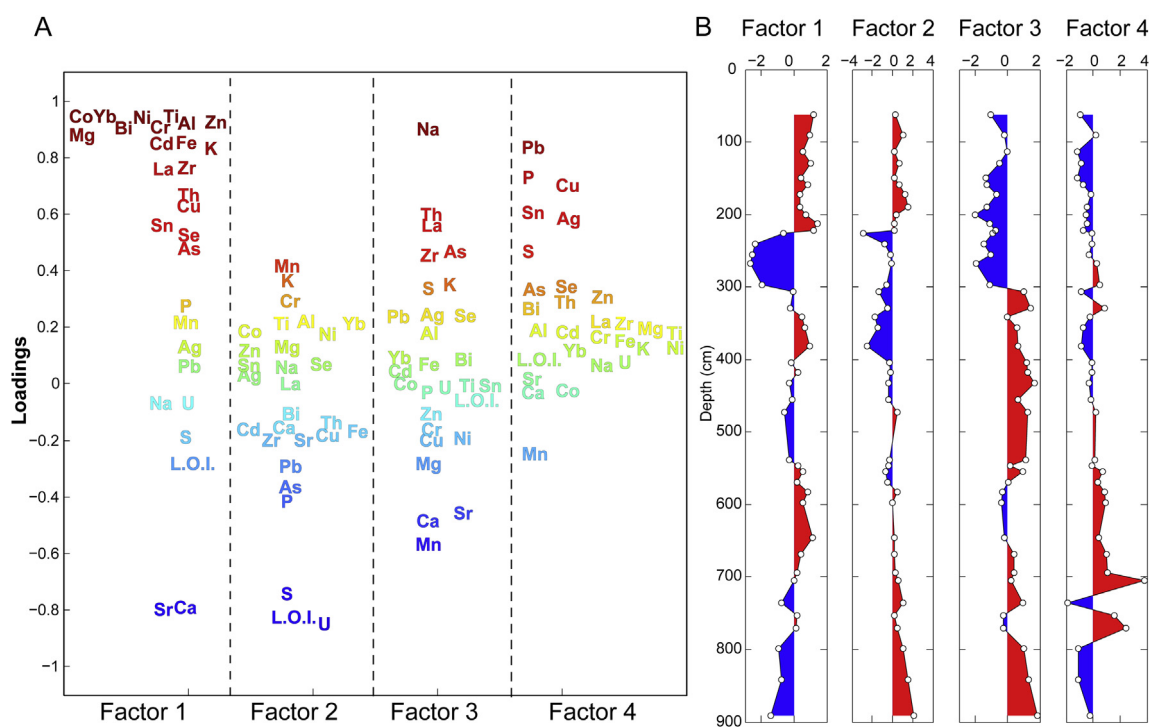 A
B
Factor 1 Factor 2 Factor 3 Factor 4
−2 0 2 −4 −2 0 2 4 −4 −2 0 2 −4 −2 0 2 4
Loadings
1
0.8
0.6
0.4
0.2
0
−0.2
−0.4
−0.6
−0.8
−1
Co Yb Ni Ti
Mg Bi Cr Al Zn
Cd Fe K
La Zr
Th
Cu
Sn Se
As
P
Mn
Ag
Pb
Na U
S
L.O.I.
Sr Ca
Mn
K
Cr
Co Ti Al Ni Yb
Zn Mg
Sn Na Se
Ag La
Bi
Cd Ca Th Fe
Zr Sr Cu
Pb
As
P
S
L.O.I. U
Na
Th
La
Zr As
S K
Pb Ag Se
Al
Yb Fe Bi
Cd
Co P U Ti Sn
L.O.I.
Zn
Cr
Cu Ni
Mg
Ca Sr
Mn
Pb
P Cu
Sn Se
S
As Se Zn
Bi Th
Al Cd La Zr Mg Ti
Cr Fe K Ni
L.O.I. Yb
Na U
Sr
Ca Co
Mn
Factor 1 Factor 2 Factor 3 Factor 4
Depth (cm)
0
100
200
300
400
500
600
700
800
900